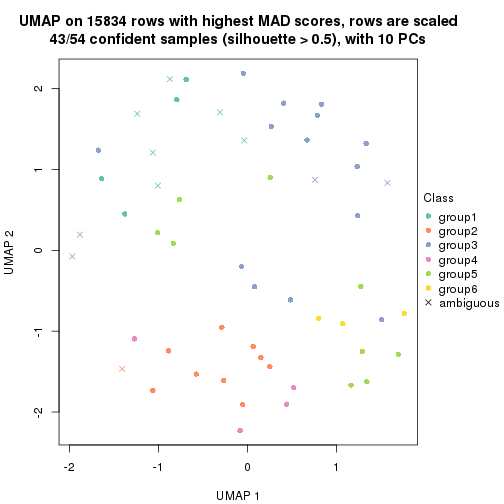 UMAP on 15834 rows with highest MAD scores, rows are scaled
43/54 confident samples (silhouette > 0.5), with 10 PCs
2
1
0
-1
-2
UMAP 2
-2
-1
0
1
UMAP 1
Class
group1
group2
group3
group4
group5
group6
ambiguous